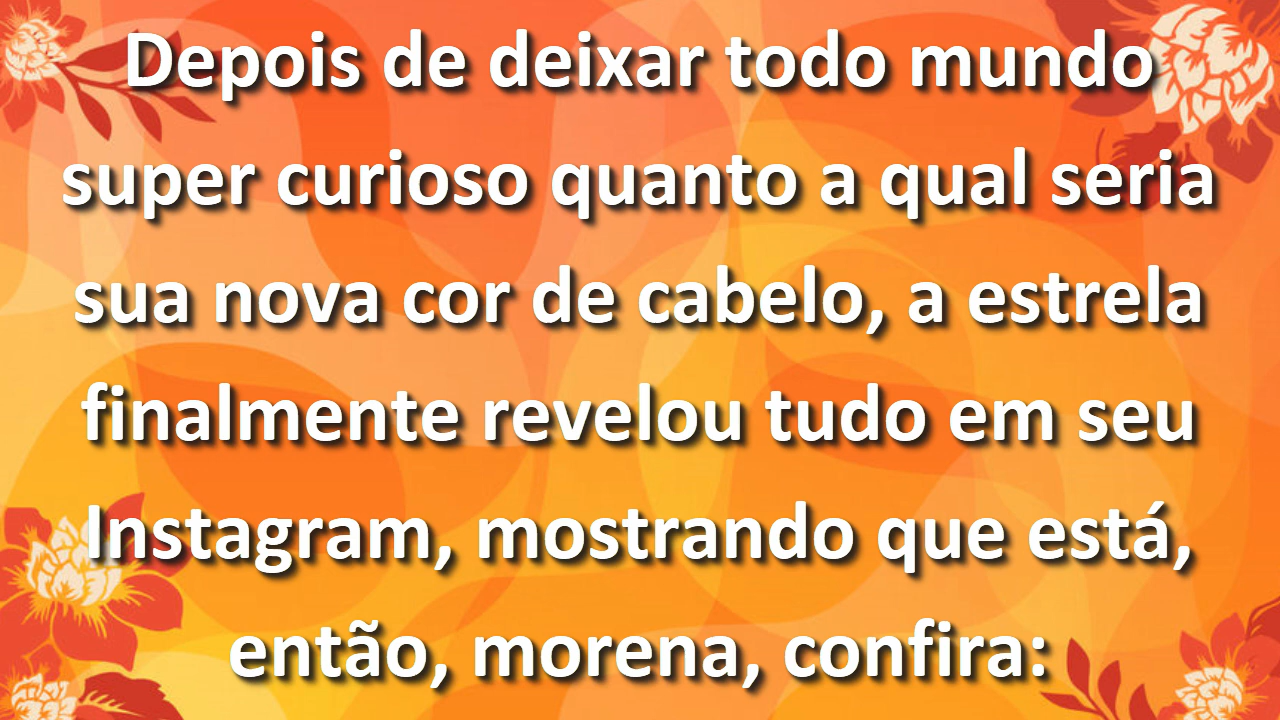 Depois de deixar todo mundo
super curioso quanto a qual seria
sua nova cor de cabelo, a estrela
finalmente revelou tudo em seu
Instagram, mostrando que está,
então, morena, confira: